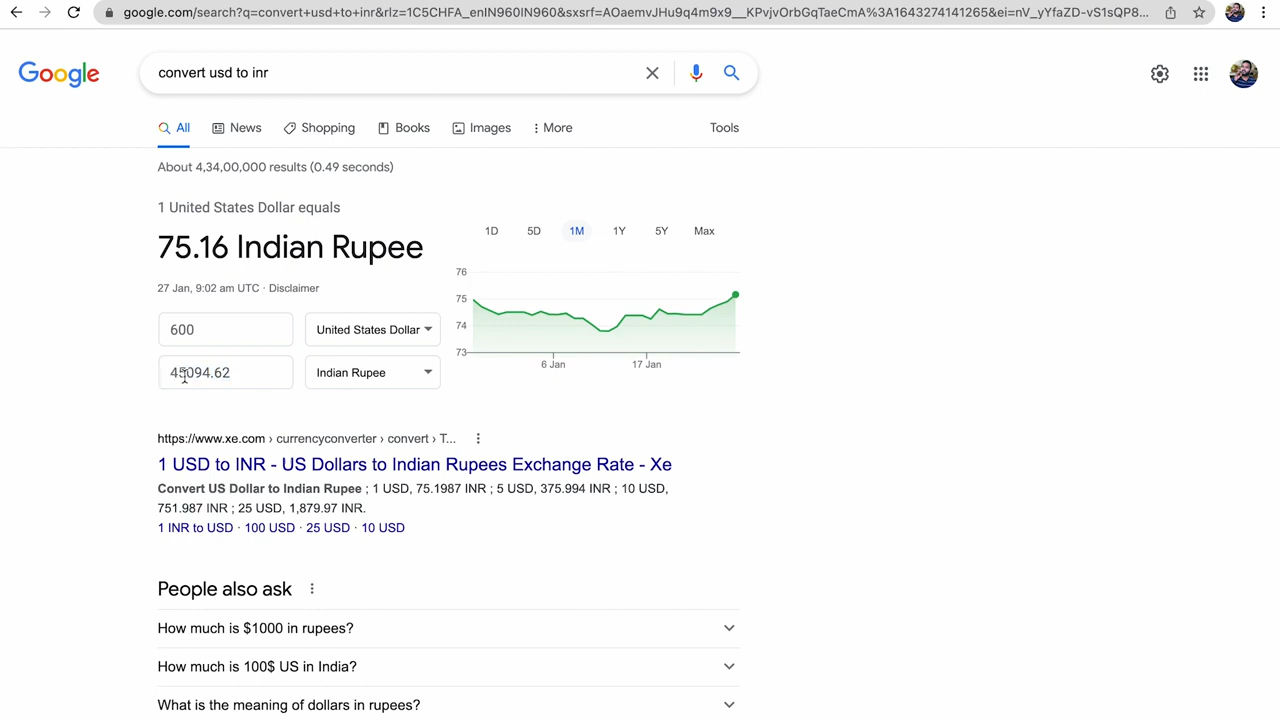 google.com/search?q=convert+usd+to+inr&rlz=1C5CHFA_enIN960IN960&sxsrf=AOaemvJHu9q4m9x9__KPvjvOrbGqTaeCmA%3A1643274141265&ei=nV_yYfaZD-vS1sQP8...
Google
convert usd to inr
All News Shopping Books Images More Tools
About 4,34,00,000 results (0.49 seconds)
1 United States Dollar equals
75.16 Indian Rupee
27 Jan, 9:02 am UTC · Disclaimer
600 United States Dollar
45094.62 Indian Rupee
1D 5D 1M 1Y 5Y Max
76
75
74
73
6 Jan 17 Jan
https://www.xe.com › currencyconverter › convert › T...
1 USD to INR - US Dollars to Indian Rupees Exchange Rate - Xe
Convert US Dollar to Indian Rupee ; 1 USD, 75.1987 INR ; 5 USD, 375.994 INR ; 10 USD,
751.987 INR ; 25 USD, 1,879.97 INR.
1 INR to USD · 100 USD · 25 USD · 10 USD
People also ask
How much is $1000 in rupees?
How much is 100$ US in India?
What is the meaning of dollars in rupees?